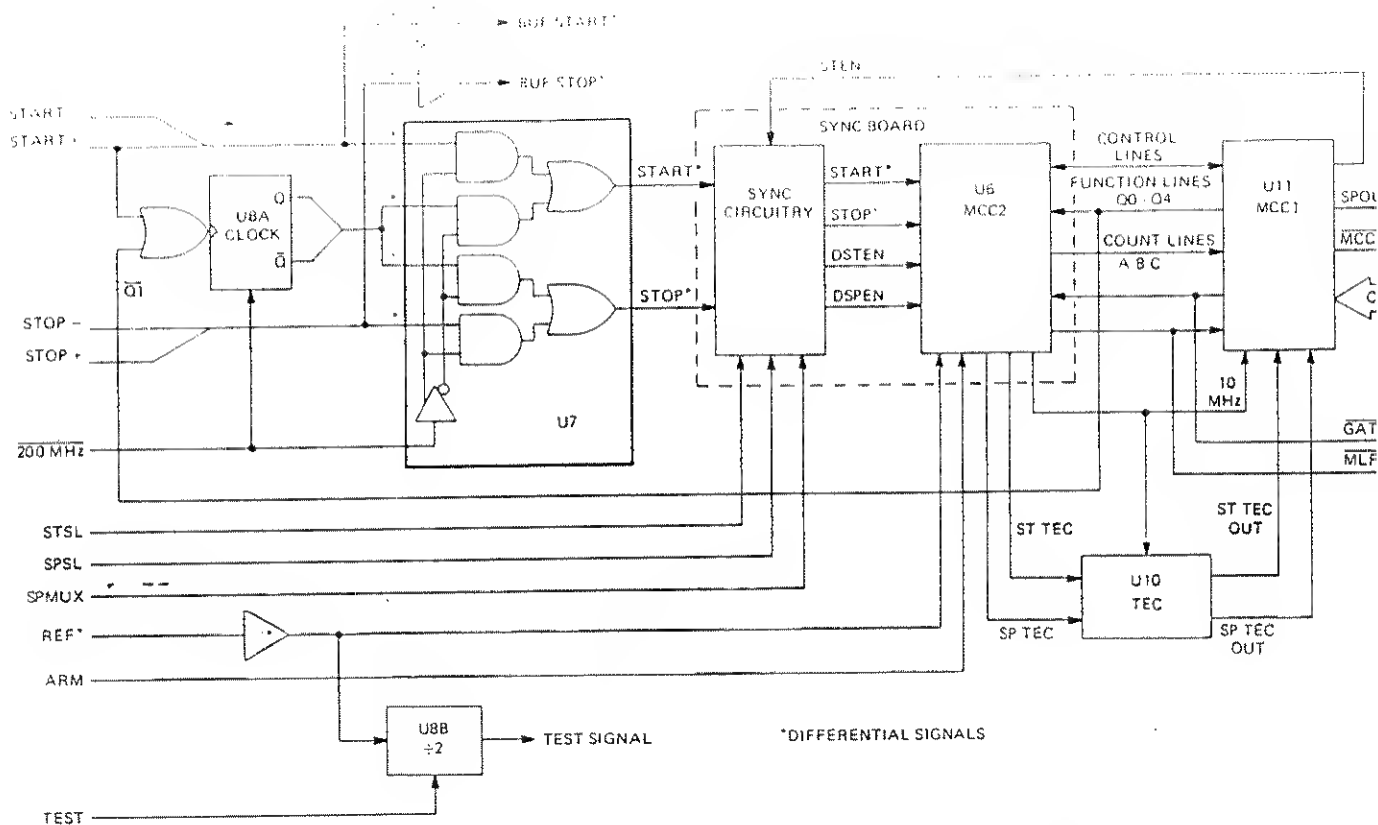 BUF START*
BUF STOP*
STEN
START -
START +
SYNC BOARD
CONTROL
LINES
START*
SYNC
CIRCUITRY
START*
U6
MCC2
FUNCTION LINES
Q0 - Q4
U11
MCC1
U8A
CLOCK
Q
Q̅
STOP*
COUNT LINES
A B C
DSTEN
Q̅1̅
STOP*
DSPEN
STOP -
STOP +
U7
10
MHz
2̅0̅0̅ ̅M̅H̅z̅
STSL
ST TEC
ST TEC
OUT
SPSL
SPMUX
U10
TEC
REF*
SP TEC
SP TEC
OUT
ARM
U8B
÷2
TEST SIGNAL
*DIFFERENTIAL SIGNALS
TEST